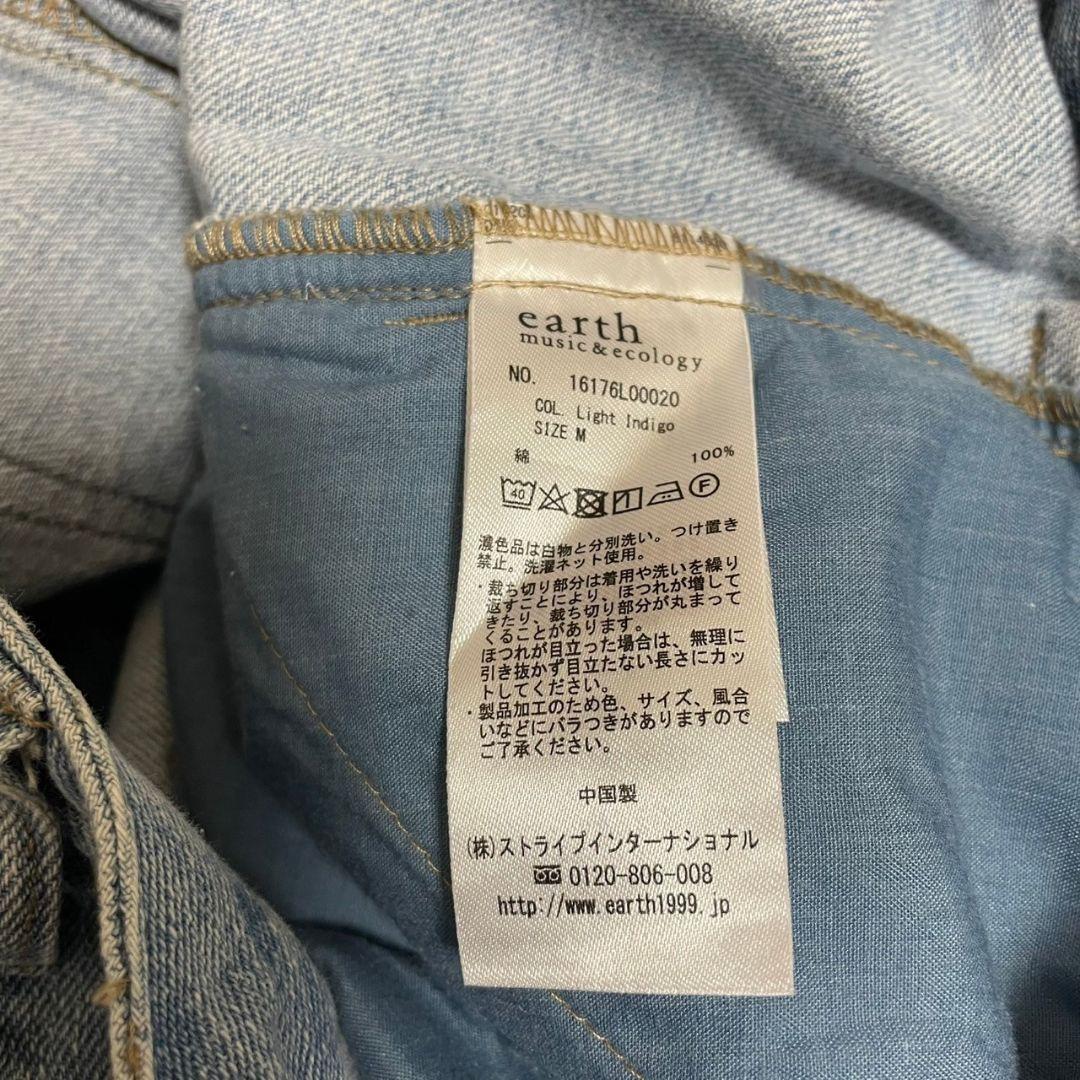 earth
music&ecology
NO. 16176L00020
COL. Light Indigo
SIZE M
綿 100%
40 1 F
濃色品は白物と分別洗い。つけ置き
禁止。洗濯ネット使用。
・裁ち切り部分は着用や洗いを繰り
返すことにより、ほつれが増して
きたり、裁ち切り部分が丸まって
くることがあります。
ほつれが目立った場合は、無理に
引き抜かず目立たない長さにカッ
トしてください。
・製品加工のため色、サイズ、風合
いなどにバラつきがありますので
ご了承ください。
中国製
(株)ストライプインターナショナル
0120-806-008
http://www.earth1999.jp